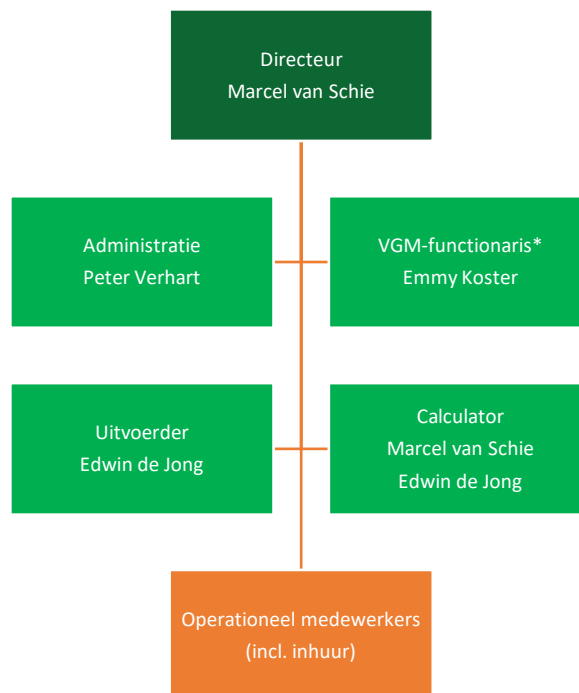 Directeur
Marcel van Schie
Administratie
Peter Verhart
VGM-functionaris*
Emmy Koster
Uitvoerder
Edwin de Jong
Calculator
Marcel van Schie
Edwin de Jong
Operationeel medewerkers
(incl. inhuur)